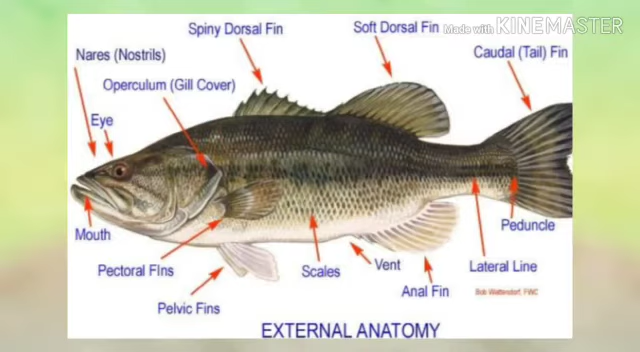 Spiny Dorsal Fin
Soft Dorsal Fin
Made with KINEMASTER
Nares (Nostrils)
Caudal (Tail) Fin
Operculum (Gill Cover)
Eye
Mouth
Peduncle
Pectoral FIns
Scales
Vent
Lateral Line
Anal Fin
Bob Wattendorf, FWC
Pelvic Fins
EXTERNAL ANATOMY